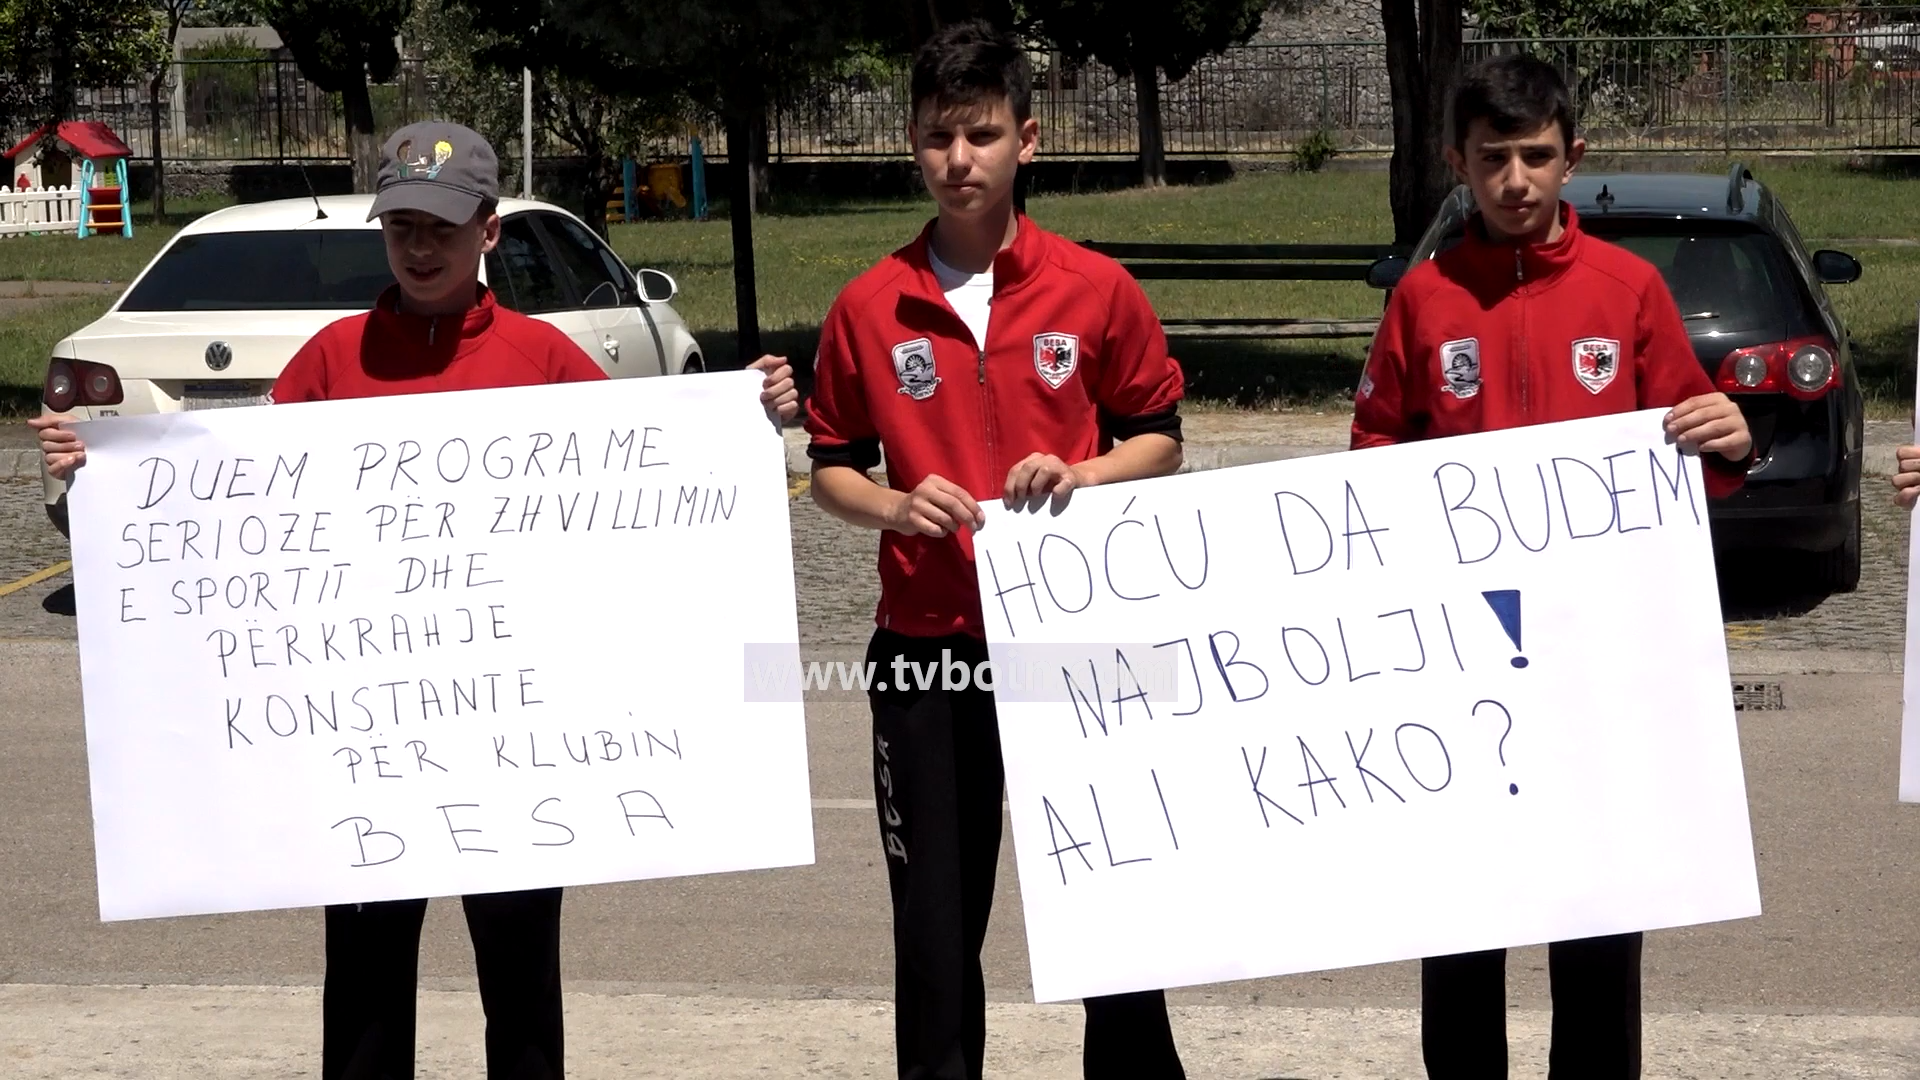 DUEM PROGRAME
SERIOZE PËR ZHVILLIMIN
E SPORTIT DHE
PËRKRAHJE
KONSTANTE
PËR KLUBIN
BESA
HOĆU DA BUDEM
NAJBOLJI!
ALI KAKO?
BESA
BESA
BESA
JETTA